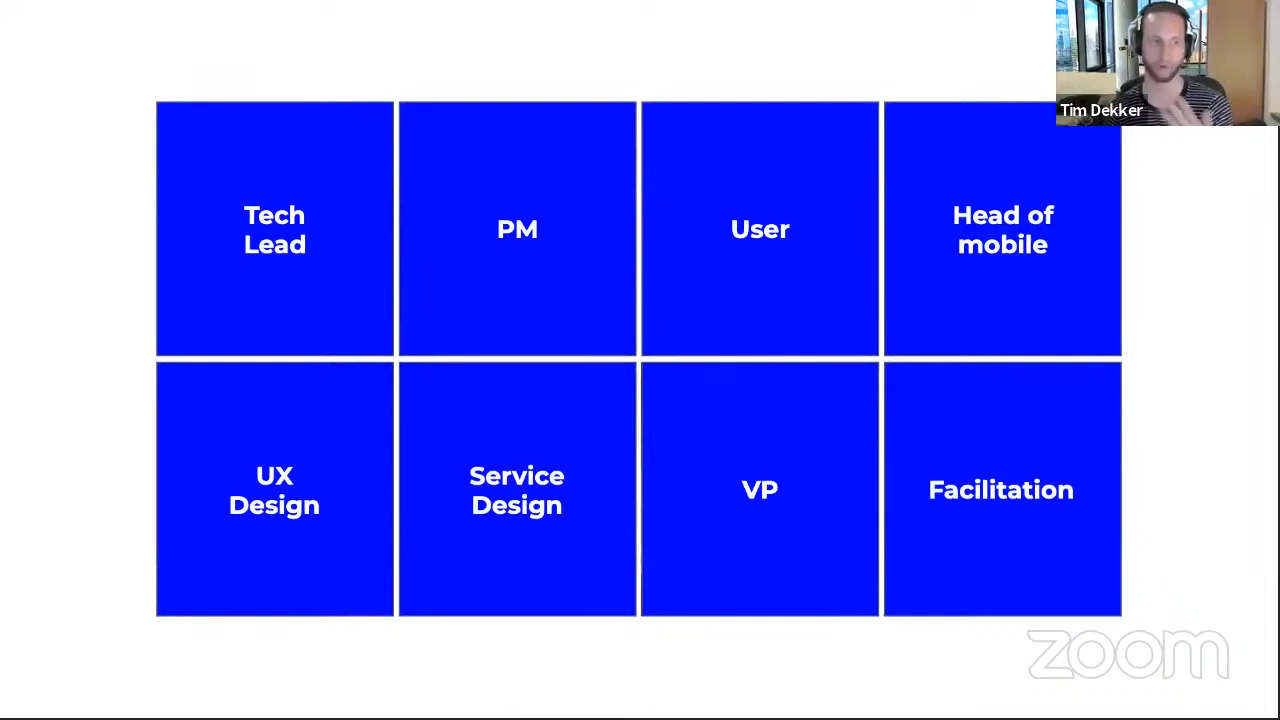 Tim Dekker
Tech
Lead
PM
User
Head of
mobile
UX
Design
Service
Design
VP
Facilitation
zoom